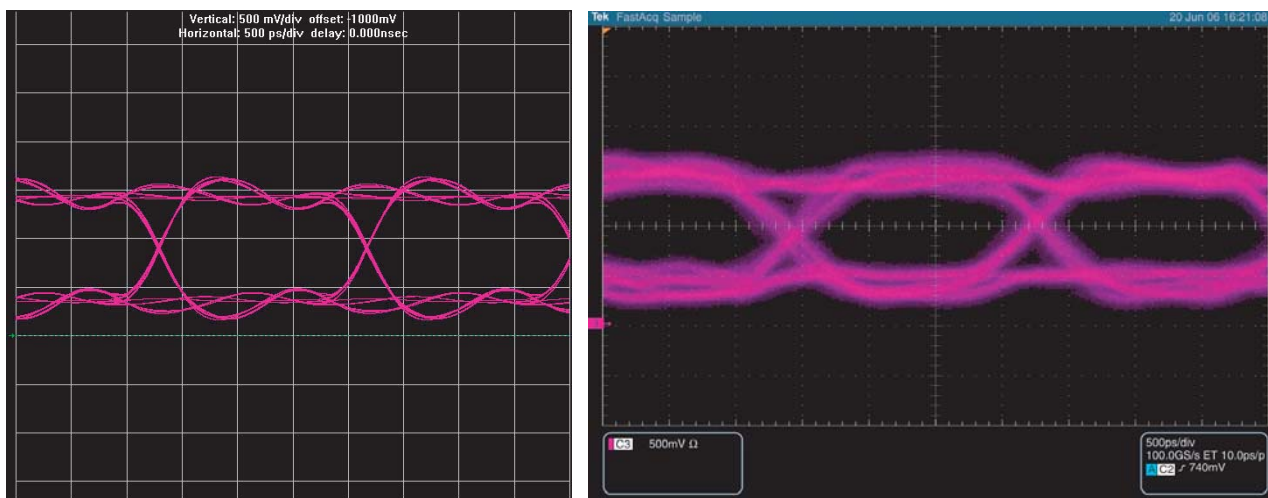 Vertical: 500 mV/div offset: -1000mV
Horizontal: 500 ps/div delay: 0.000nsec
Tek FastAcq Sample
20 Jun 06 16:21:08
C3 500mV Ω
500ps/div
100.0GS/s ET 10.0ps/p
A C2 740mV